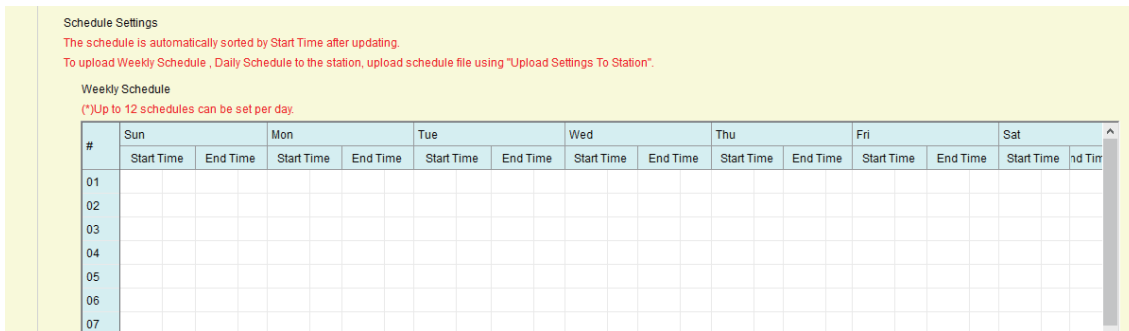 Schedule Settings
The schedule is automatically sorted by Start Time after updating.
To upload Weekly Schedule , Daily Schedule to the station, upload schedule file using "Upload Settings To Station".
Weekly Schedule
(*)Up to 12 schedules can be set per day.
# Sun Mon Tue Wed Thu Fri Sat
Start Time End Time Start Time End Time Start Time End Time Start Time End Time Start Time End Time Start Time End Time Start Time nd Tim
01
02
03
04
05
06
07